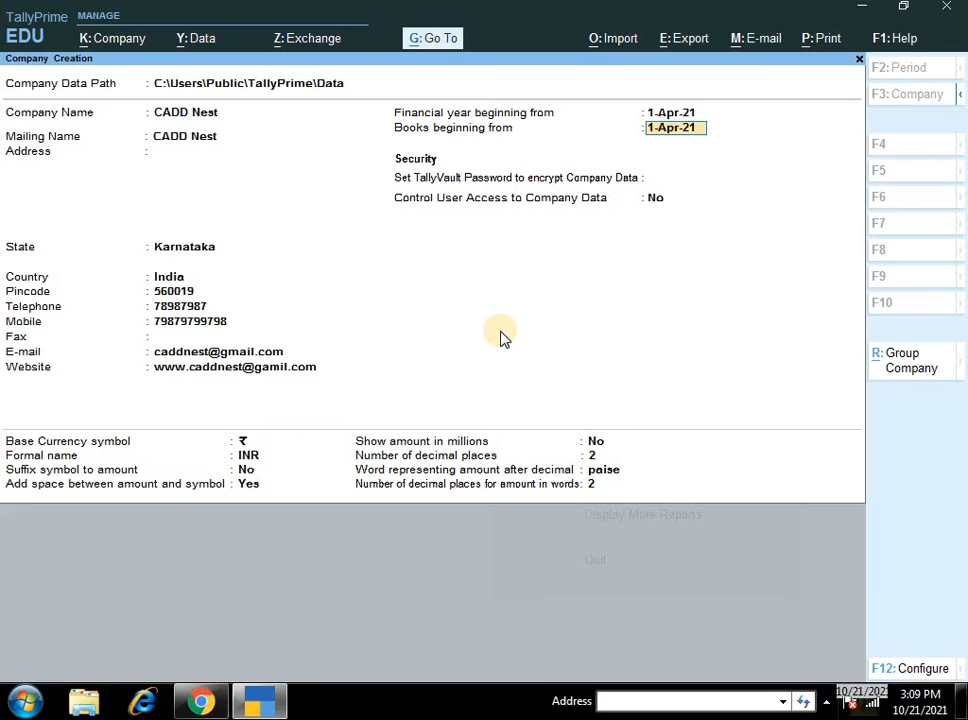 TallyPrime MANAGE
EDU
K: Company Y: Data Z: Exchange G: Go To O: Import E: Export M: E-mail P: Print F1: Help
Company Creation
Company Data Path : C:\Users\Public\TallyPrime\Data
Company Name : CADD Nest
Mailing Name : CADD Nest
Address :
Financial year beginning from : 1-Apr-21
Books beginning from : 1-Apr-21
Security
Set TallyVault Password to encrypt Company Data :
Control User Access to Company Data : No
State : Karnataka
Country : India
Pincode : 560019
Telephone : 78987987
Mobile : 79879799798
Fax :
E-mail : caddnest@gmail.com
Website : www.caddnest@gamil.com
Base Currency symbol : ₹
Formal name : INR
Suffix symbol to amount : No
Add space between amount and symbol : Yes
Show amount in millions : No
Number of decimal places : 2
Word representing amount after decimal : paise
Number of decimal places for amount in words: 2
Display More Reports
Quit
F2: Period
F3: Company
F4
F5
F6
F7
F8
F9
F10
R: Group
Company
F12: Configure
Address
3:09 PM
10/21/2021